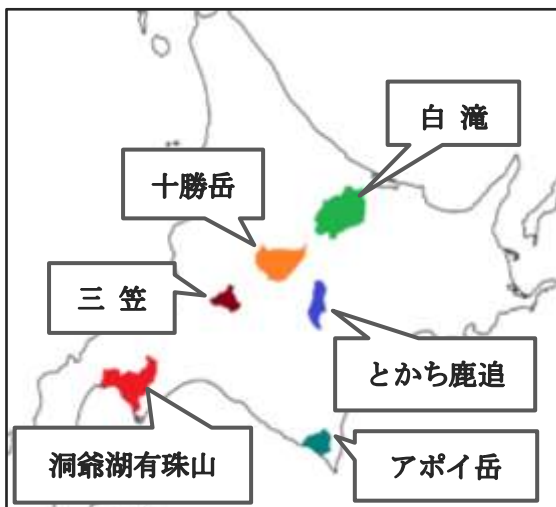 白 滝
十勝岳
三 笠
とかち鹿追
洞爺湖有珠山
アポイ岳